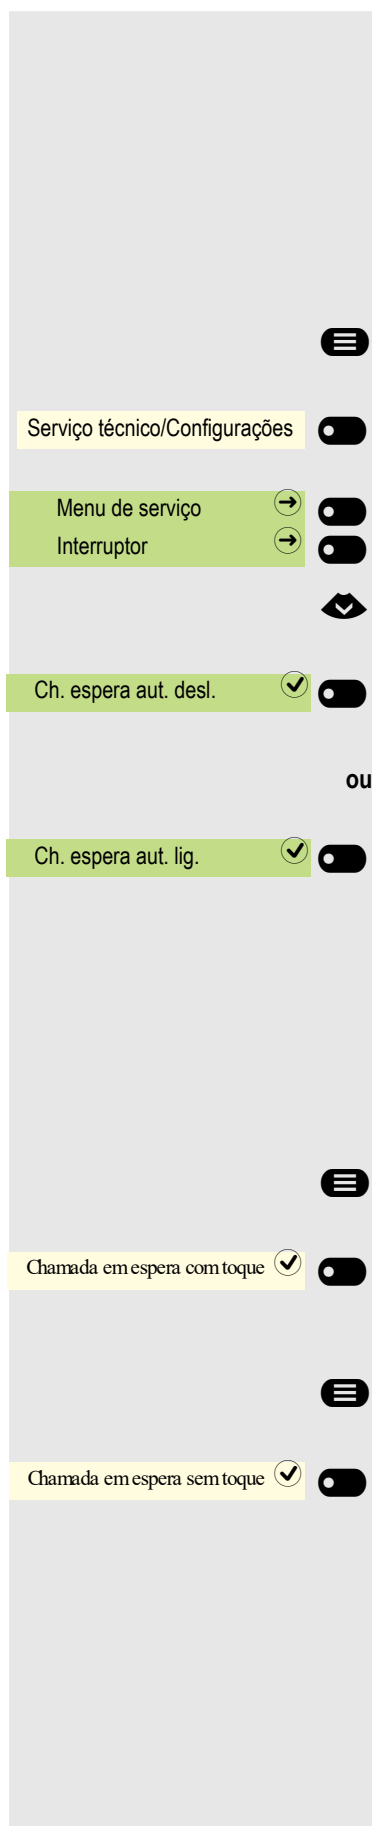 Serviço técnico/Configurações
Menu de serviço
Interruptor
Ch. espera aut. desl.
ou
Ch. espera aut. lig.
Chamada em espera com toque
Chamada em espera sem toque